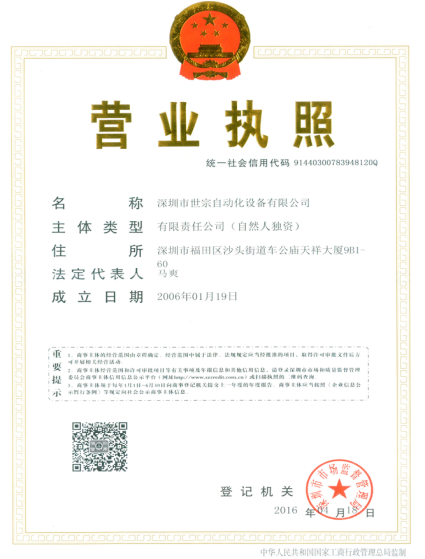 营业执照
统一社会信用代码 91440300783948120Q
名称 深圳市世宗自动化设备有限公司
主体类型 有限责任公司（自然人独资）
住所 深圳市福田区沙头街道车公庙天祥大厦9B1-
60
法定代表人 马爽
成立日期 2006年01月19日
重要提示
1、商事主体的经营范围由章程确定。经营范围中属于法律、法规规定应当经批准的项目，取得许可审批文件后方
可开展相关经营活动。
2、商事主体经营范围和许可审批项目等有关事项及年报信息和其他信用信息，请登录深圳市市场和质量监督管理
委员会商事主体信用信息公示平台（网址http://www.szcredit.com.cn）或扫描执照的二维码查询。
3、商事主体须于每年1月1日-6月30日向商事登记机关提交上一年度的年度报告。商事主体应当按照《企业信息公
示暂行条例》等规定向社会公示商事主体信息。
登记机关
深圳市市场监督管理局
2016 年 04 月 18 日
中华人民共和国国家工商行政管理总局监制